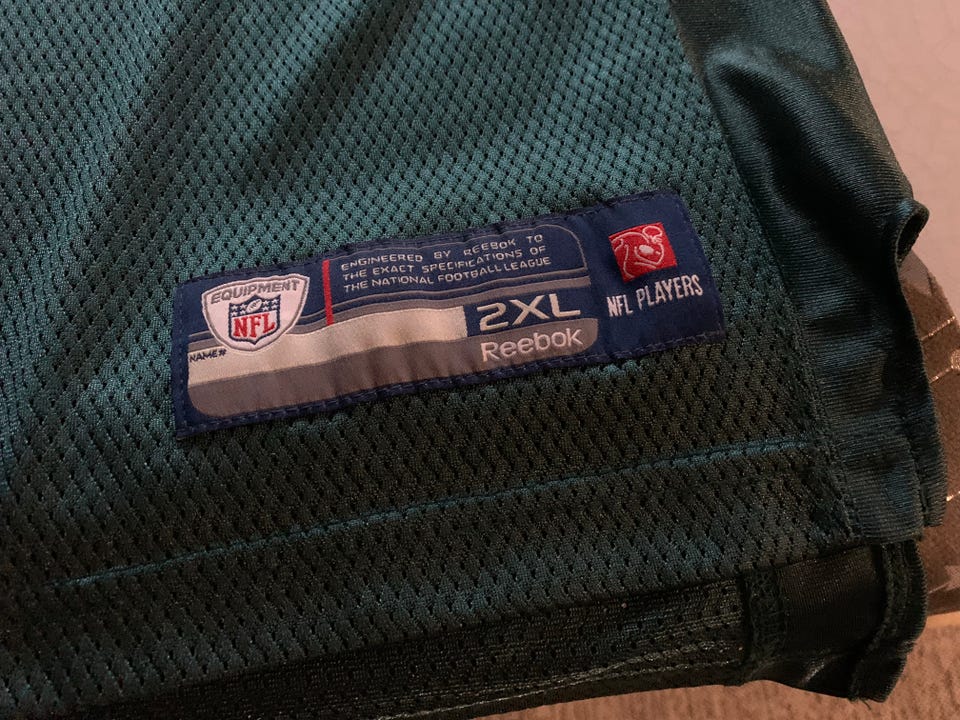 EQUIPMENT
NFL
NAME#
ENGINEERED BY REEBOK TO
THE EXACT SPECIFICATIONS OF
THE NATIONAL FOOTBALL LEAGUE
2XL
Reebok
NFL PLAYERS